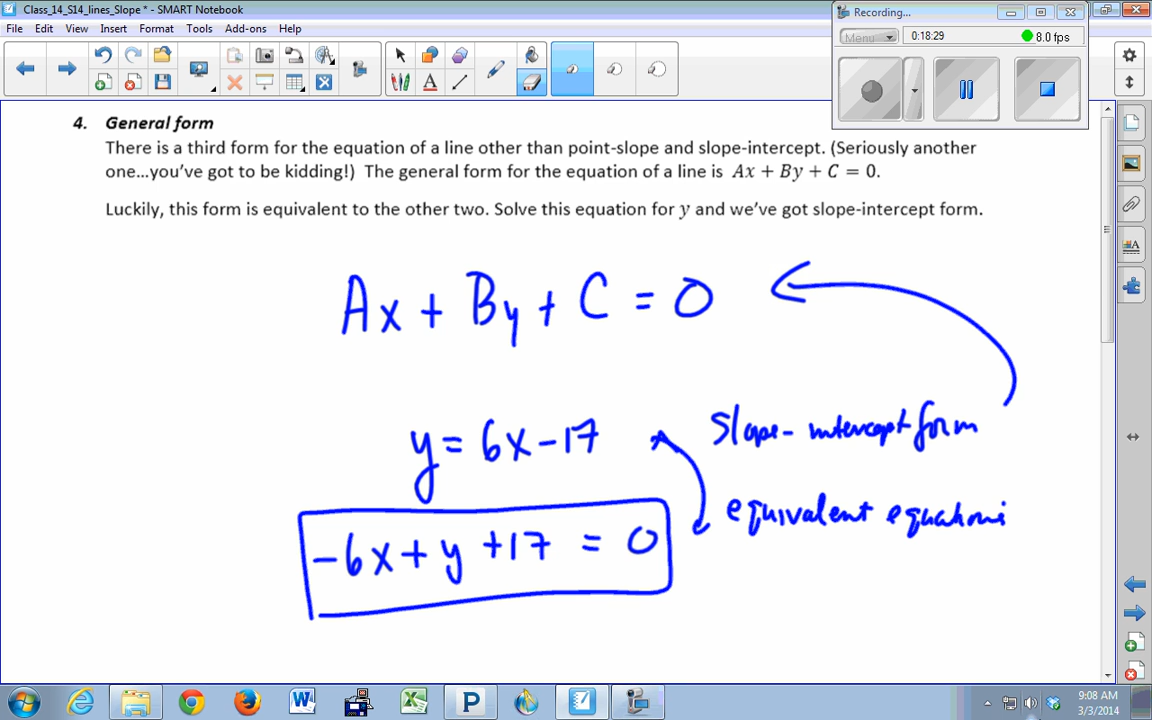 Class_14_S14_lines_Slope * - SMART Notebook
File Edit View Insert Format Tools Add-ons Help
Recording...
Menu 0:18:29 8.0 fps
4. General form
There is a third form for the equation of a line other than point-slope and slope-intercept. (Seriously another
one...you've got to be kidding!) The general form for the equation of a line is Ax + By + C = 0.
Luckily, this form is equivalent to the other two. Solve this equation for y and we've got slope-intercept form.
Ax + By + C = 0
y = 6x - 17 slope-intercept form
-6x + y + 17 = 0 equivalent equations
9:08 AM
3/3/2014